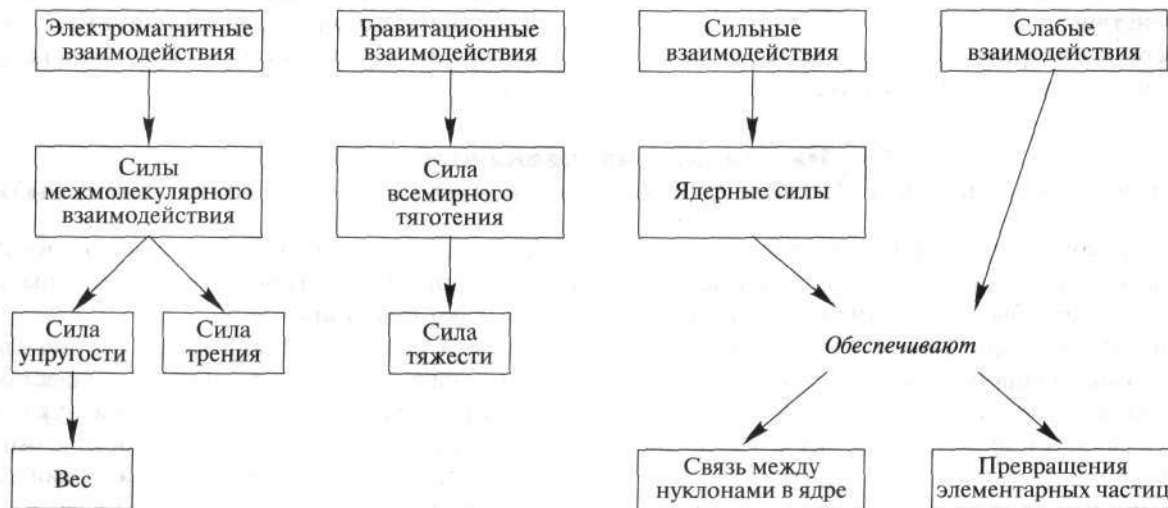 Электромагнитные
взаимодействия
Гравитационные
взаимодействия
Сильные
взаимодействия
Слабые
взаимодействия
Силы
межмолекулярного
взаимодействия
Сила
всемирного
тяготения
Ядерные силы
Сила
упругости
Сила
трения
Сила
тяжести
Обеспечивают
Вес
Связь между
нуклонами в ядре
Превращения
элементарных частиц